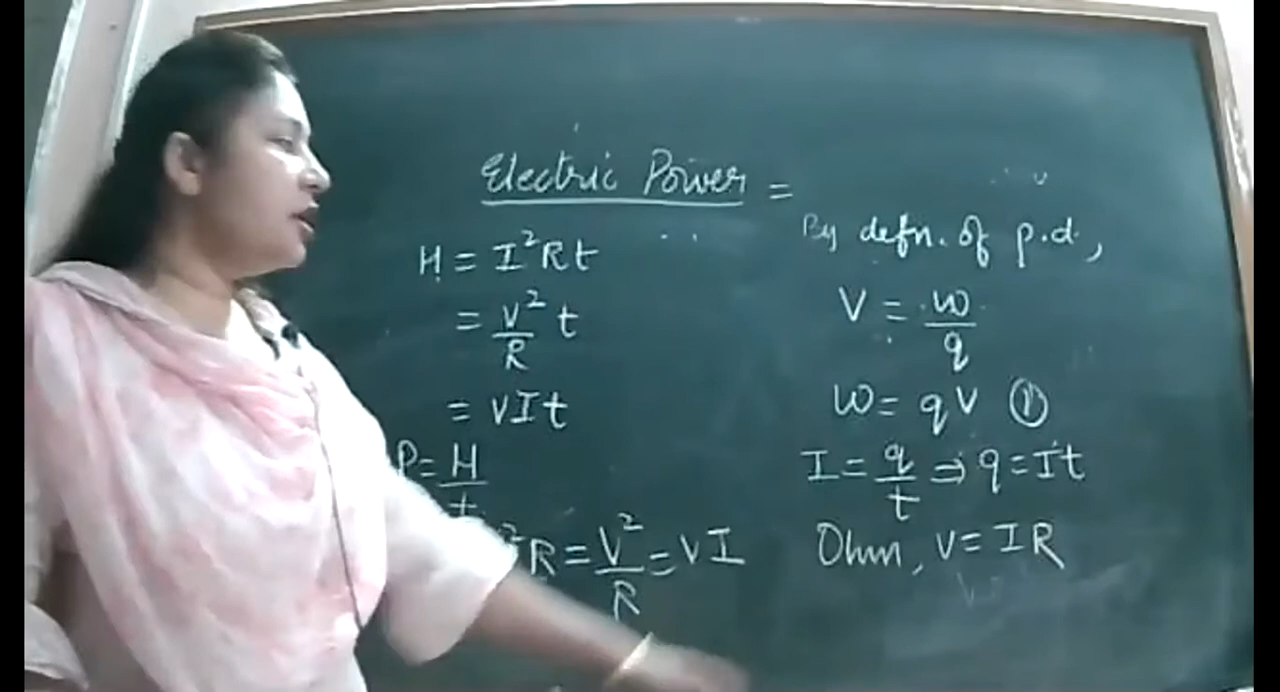 Electric Power =
H = I²Rt
= V²/R t
= VIt
P = H/t
²R = V²/R = VI
By defn. of p.d.,
V = W/q
W = qV ①
I = q/t ⇒ q = It
Ohm, V = IR